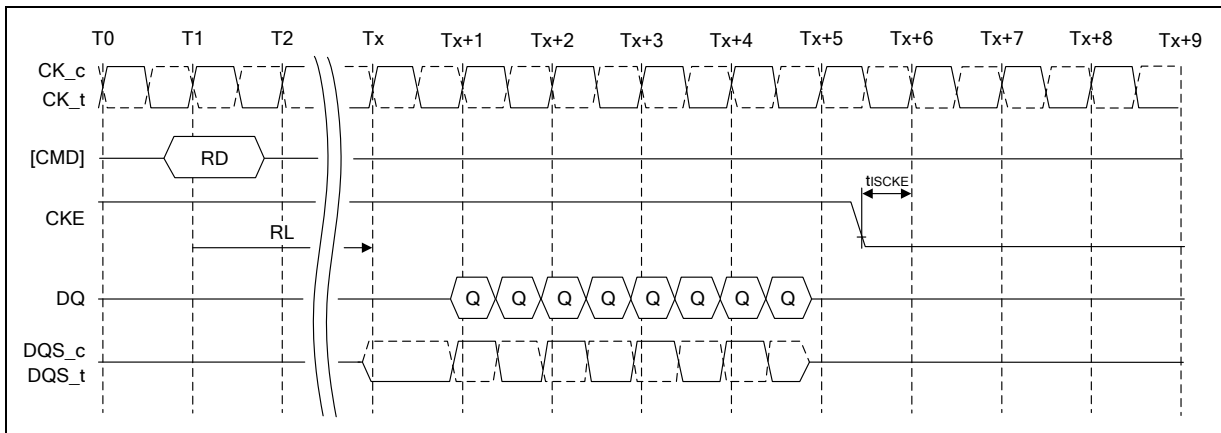 T0 T1 T2 Tx Tx+1 Tx+2 Tx+3 Tx+4 Tx+5 Tx+6 Tx+7 Tx+8 Tx+9
CK_c
CK_t
[CMD] RD
tISCKE
CKE
RL
DQ Q Q Q Q Q Q Q Q
DQS_c
DQS_t